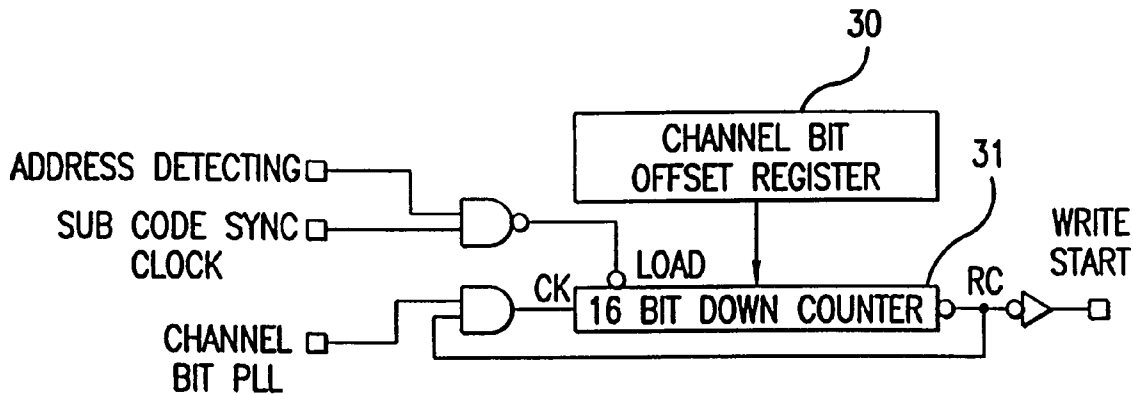 30
CHANNEL BIT
OFFSET REGISTER
31
ADDRESS DETECTING
SUB CODE SYNC
CLOCK
LOAD
WRITE
START
CK
16 BIT DOWN COUNTER
RC
CHANNEL
BIT PLL